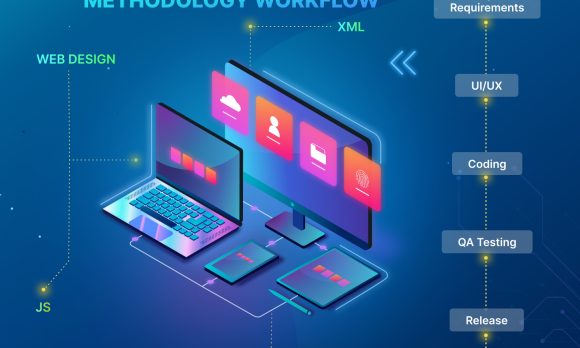 METHODOLOGY WORKFLOW
XML
WEB DESIGN
JS
Requirements
UI/UX
Coding
QA Testing
Release